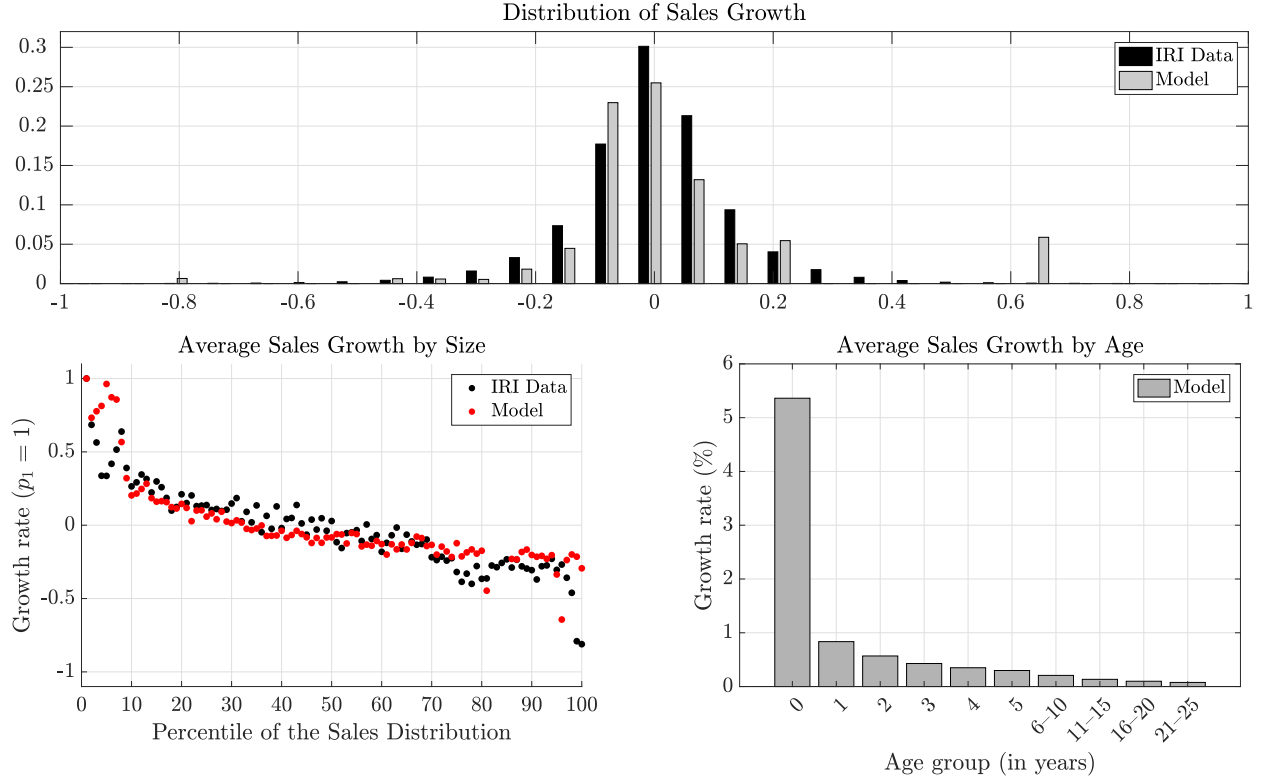 Distribution of Sales Growth
0.3
0.25
0.2
0.15
0.1
0.05
0
IRI Data
Model
-1 -0.8 -0.6 -0.4 -0.2 0 0.2 0.4 0.6 0.8 1
Average Sales Growth by Size
Growth rate (p₁ = 1)
1
0.5
0
-0.5
-1
IRI Data
Model
0 10 20 30 40 50 60 70 80 90 100
Percentile of the Sales Distribution
Average Sales Growth by Age
Growth rate (%)
6
5
4
3
2
1
0
Model
0 1 2 3 4 5 6–10 11–15 16–20 21–25
Age group (in years)